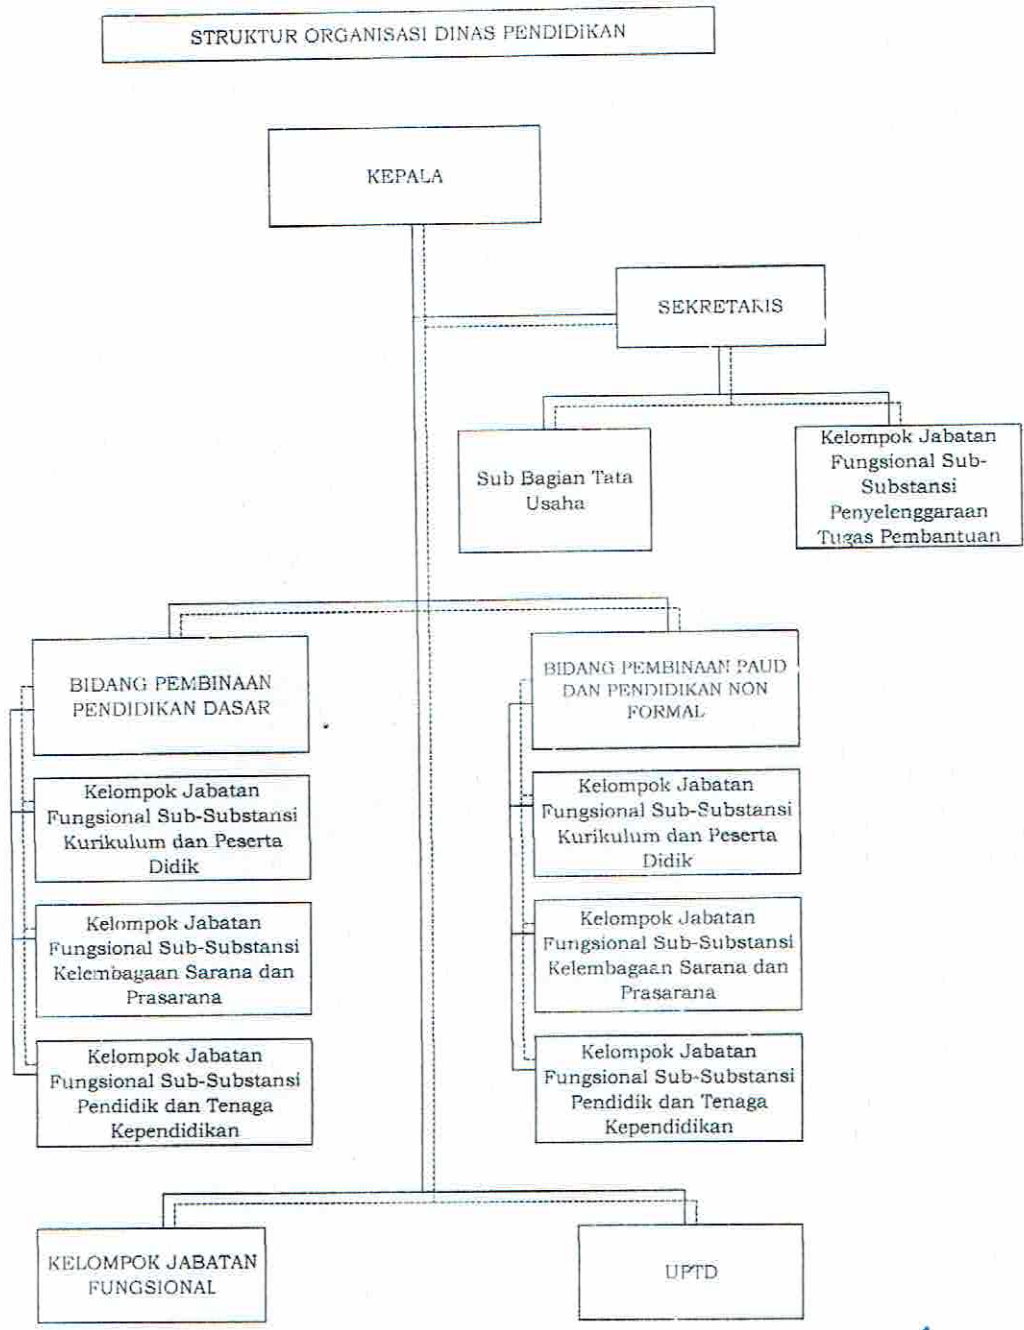 STRUKTUR ORGANISASI DINAS PENDIDIKAN
KEPALA
SEKRETARIS
Sub Bagian Tata
Usaha
Kelompok Jabatan
Fungsional Sub-
Substansi
Penyelenggaraan
Tugas Pembantuan
BIDANG PEMBINAAN
PENDIDIKAN DASAR
Kelompok Jabatan
Fungsional Sub-Substansi
Kurikulum dan Peserta
Didik
Kelompok Jabatan
Fungsional Sub-Substansi
Kelembagaan Sarana dan
Prasarana
Kelompok Jabatan
Fungsional Sub-Substansi
Pendidik dan Tenaga
Kependidikan
BIDANG PEMBINAAN PAUD
DAN PENDIDIKAN NON
FORMAL
Kelompok Jabatan
Fungsional Sub-Substansi
Kurikulum dan Peserta
Didik
Kelompok Jabatan
Fungsional Sub-Substansi
Kelembagaan Sarana dan
Prasarana
Kelompok Jabatan
Fungsional Sub-Substansi
Pendidik dan Tenaga
Kependidikan
KELOMPOK JABATAN
FUNGSIONAL
UPTD